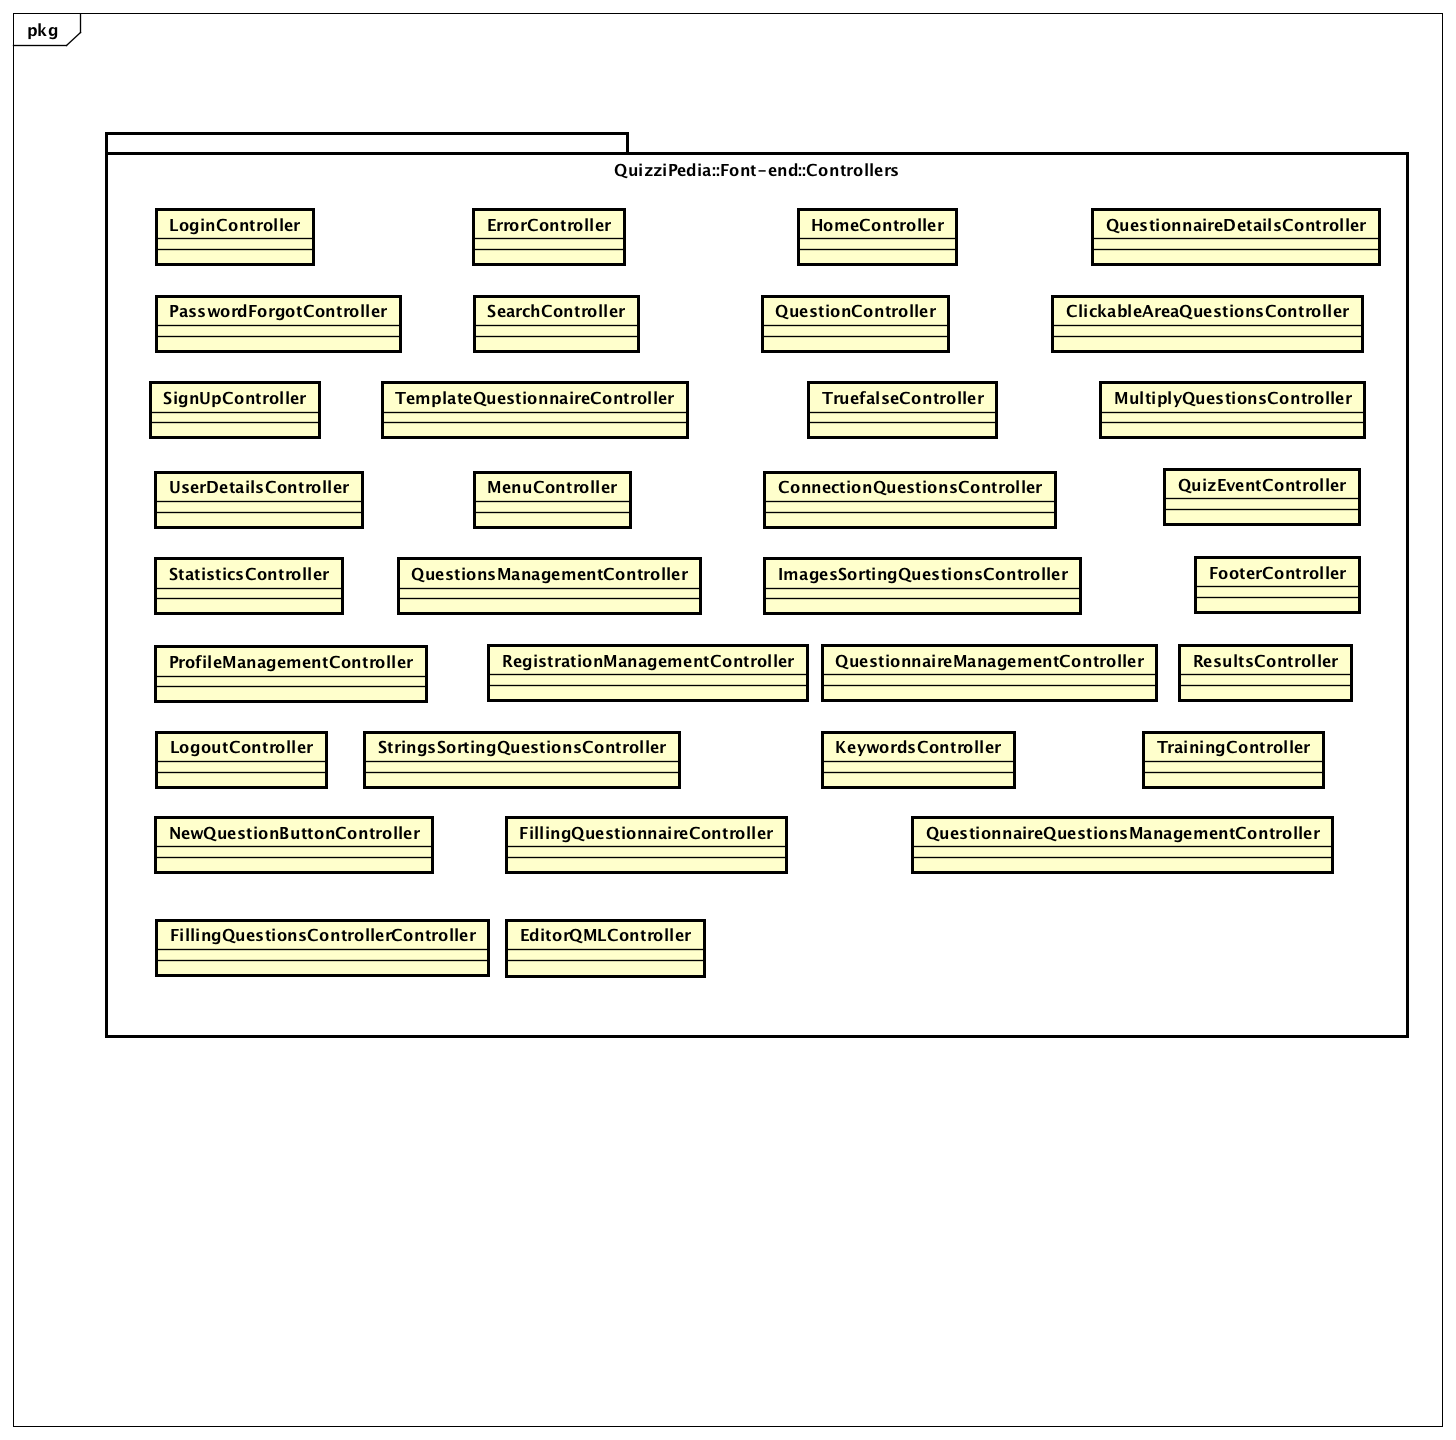 pkg
QuizziPedia::Font-end::Controllers
LoginController
ErrorController
HomeController
QuestionnaireDetailsController
PasswordForgotController
SearchController
QuestionController
ClickableAreaQuestionsController
SignUpController
TemplateQuestionnaireController
TruefalseController
MultiplyQuestionsController
UserDetailsController
MenuController
ConnectionQuestionsController
QuizEventController
StatisticsController
QuestionsManagementController
ImagesSortingQuestionsController
FooterController
ProfileManagementController
RegistrationManagementController
QuestionnaireManagementController
ResultsController
LogoutController
StringsSortingQuestionsController
KeywordsController
TrainingController
NewQuestionButtonController
FillingQuestionnaireController
QuestionnaireQuestionsManagementController
FillingQuestionsControllerController
EditorQMLController